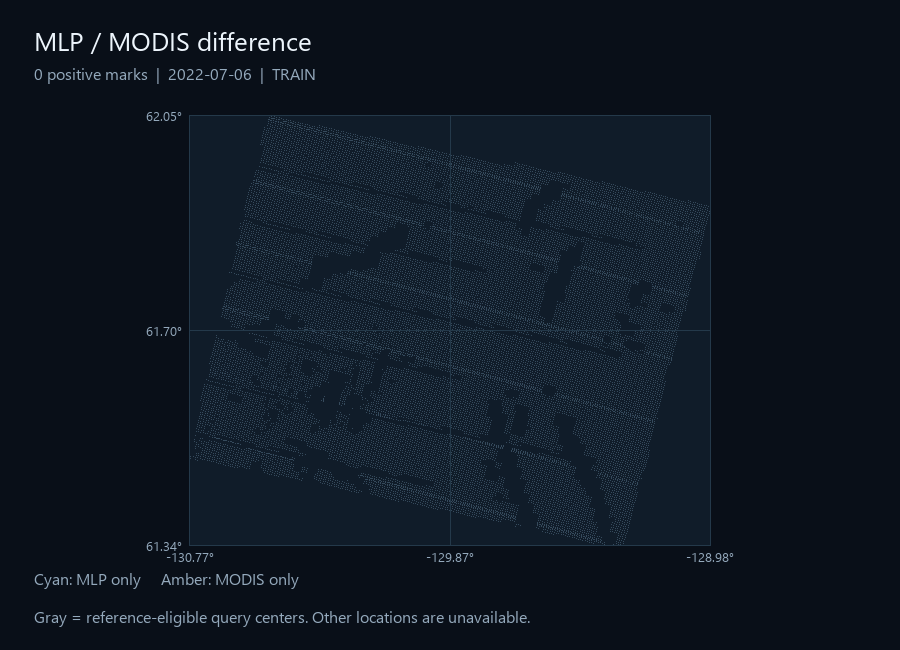 MLP / MODIS difference
0 positive marks | 2022-07-06 | TRAIN
62.05°
61.70°
61.34°
-130.77° -129.87° -128.98°
Cyan: MLP only Amber: MODIS only
Gray = reference-eligible query centers. Other locations are unavailable.